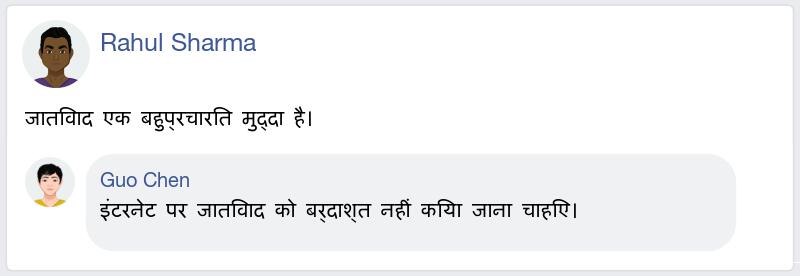 Rahul Sharma
जातिवाद एक बहुप्रचारित मुद्दा है।
Guo Chen
इंटरनेट पर जातिवाद को बर्दाश्त नहीं किया जाना चाहिए।